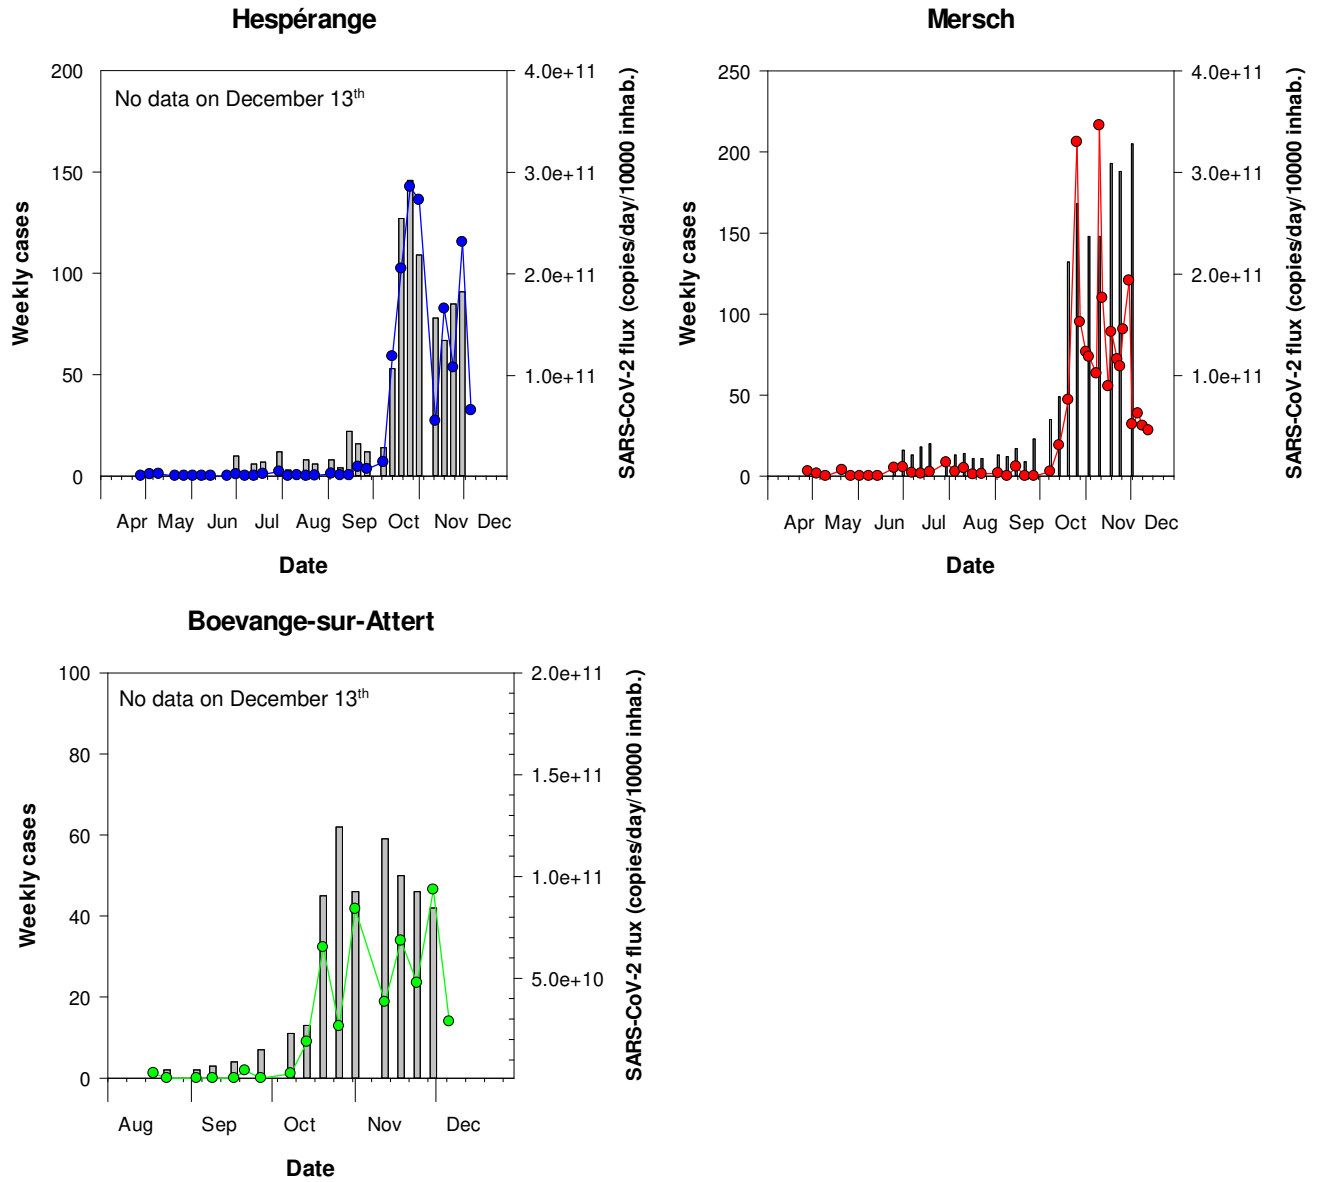 Hespérange
200
150
100
50
0
4.0e+11
3.0e+11
2.0e+11
1.0e+11
No data on December 13th
Weekly cases
SARS-CoV-2 flux (copies/day/10000 inhab.)
Apr May Jun Jul Aug Sep Oct Nov Dec
Date
Mersch
250
200
150
100
50
0
4.0e+11
3.0e+11
2.0e+11
1.0e+11
Weekly cases
SARS-CoV-2 flux (copies/day/10000 inhab.)
Apr May Jun Jul Aug Sep Oct Nov Dec
Date
Boevange-sur-Attert
100
80
60
40
20
0
2.0e+11
1.5e+11
1.0e+11
5.0e+10
No data on December 13th
Weekly cases
SARS-CoV-2 flux (copies/day/10000 inhab.)
Aug Sep Oct Nov Dec
Date